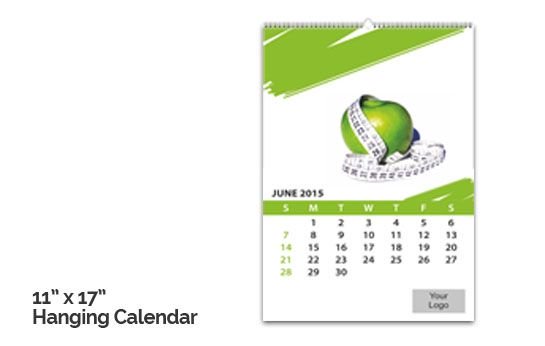 JUNE 2015
S M T W T F S
1 2 3 4 5 6
7 8 9 10 11 12 13
14 15 16 17 18 19 20
21 22 23 24 25 26 27
28 29 30
Your
Logo
11” x 17”
Hanging Calendar